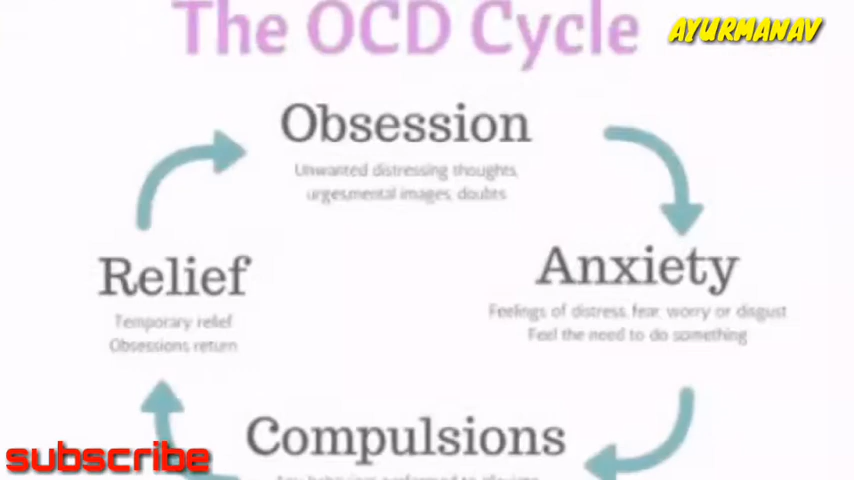 The OCD Cycle
AYURMANAV
Obsession
Unwanted distressing thoughts,
urges,mental images, doubts
Anxiety
Feelings of distress, fear, worry or disgust
Feel the need to do something
Relief
Temporary relief
Obsessions return
Compulsions
subscribe